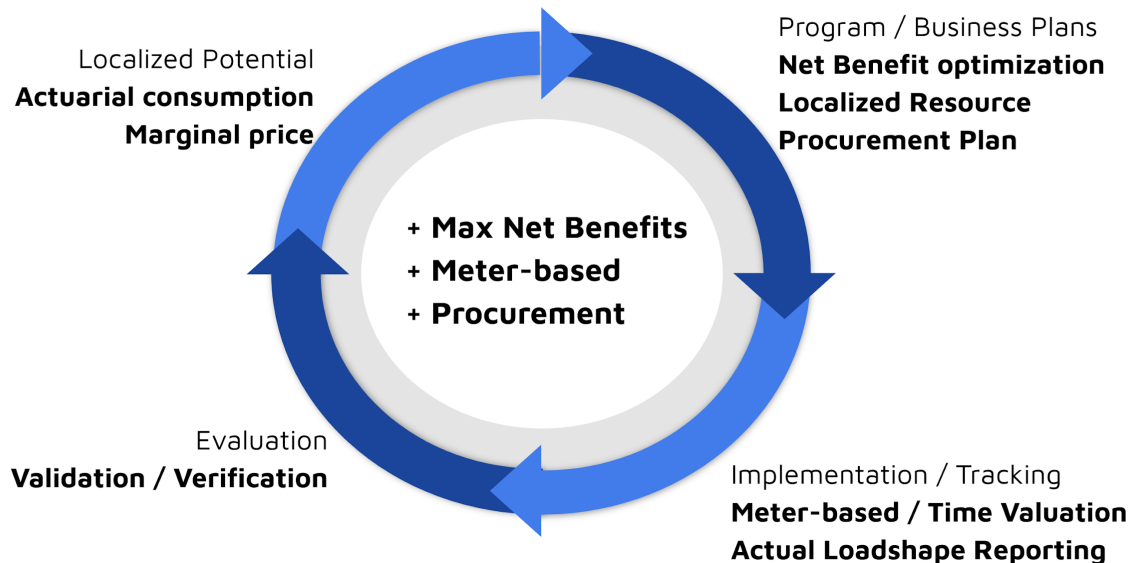 Localized Potential
Actuarial consumption
Marginal price
Program / Business Plans
Net Benefit optimization
Localized Resource
Procurement Plan
+ Max Net Benefits
+ Meter-based
+ Procurement
Evaluation
Validation / Verification
Implementation / Tracking
Meter-based / Time Valuation
Actual Loadshape Reporting